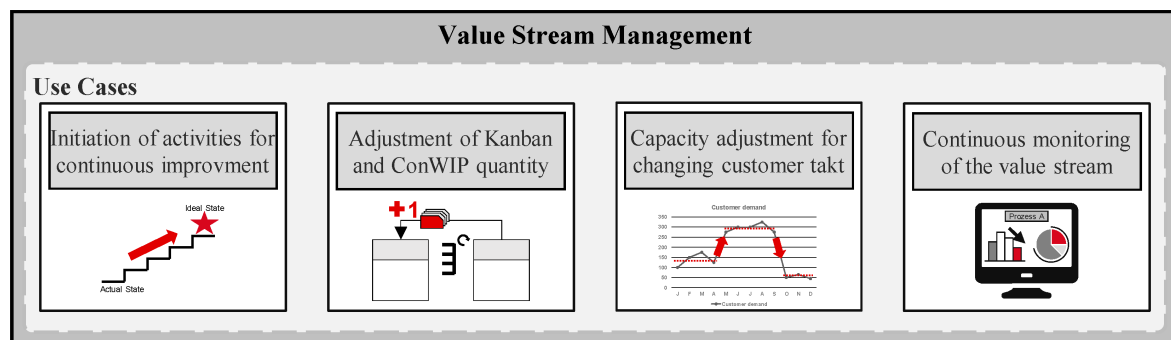 Value Stream Management
Use Cases
Initiation of activities for
continuous improvment
Ideal State
Actual State
Adjustment of Kanban
and ConWIP quantity
+1
Capacity adjustment for
changing customer takt
Customer demand
350
300
250
200
150
100
50
0
J F M A M J J A S O N D
Customer demand
Continuous monitoring
of the value stream
Prozess A